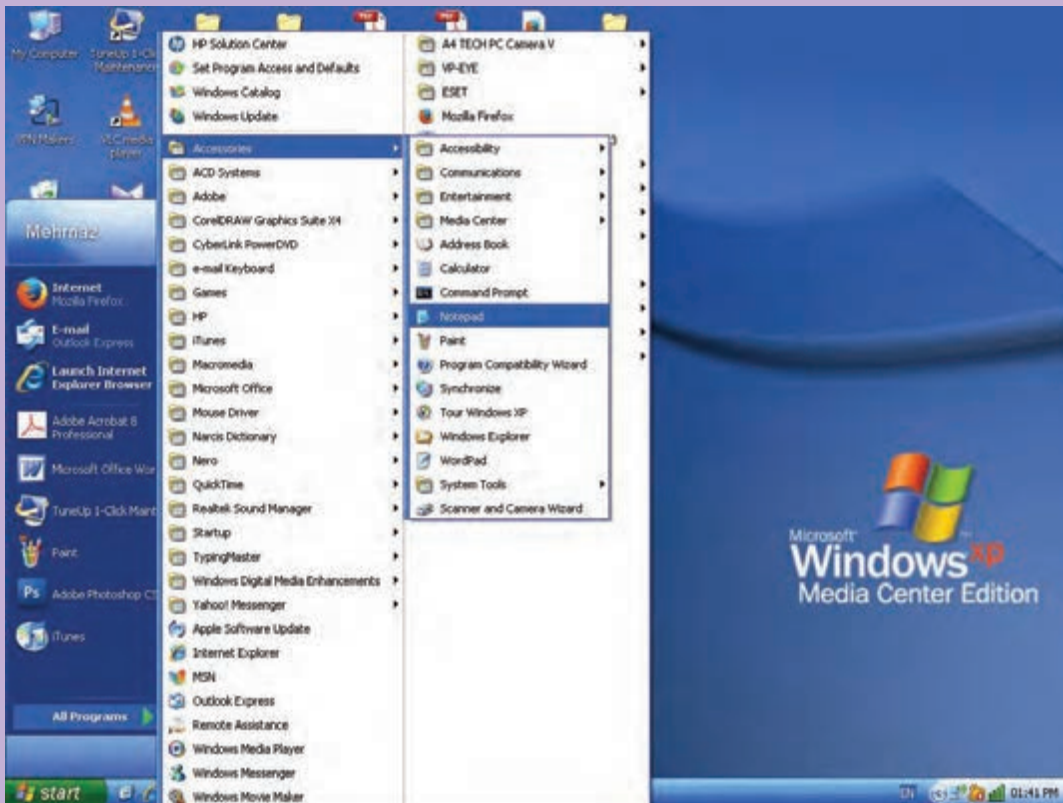 My Computer
TuneUp 1-Cli
Maintenance
VPN Makers
VLC media
player
Mehrnaz
Internet
Mozilla Firefox
E-mail
Outlook Express
Launch Internet
Explorer Browser
Adobe Acrobat 8
Professional
Microsoft Office Wor
TuneUp 1-Click Maint
Paint
Ps
Adobe Photoshop CS
iTunes
All Programs
start
HP Solution Center
Set Program Access and Defaults
Windows Catalog
Windows Update
Accessories
ACD Systems
Adobe
CorelDRAW Graphics Suite X4
CyberLink PowerDVD
e-mail Keyboard
Games
HP
iTunes
Macromedia
Microsoft Office
Mouse Driver
Narcis Dictionary
Nero
QuickTime
Realtek Sound Manager
Startup
TypingMaster
Windows Digital Media Enhancements
Yahoo! Messenger
Apple Software Update
Internet Explorer
MSN
Outlook Express
Remote Assistance
Windows Media Player
Windows Messenger
Windows Movie Maker
A4 TECH PC Camera V
VP-EYE
ESET
Mozilla Firefox
Accessibility
Communications
Entertainment
Media Center
Address Book
Calculator
Command Prompt
Notepad
Paint
Program Compatibility Wizard
Synchronize
Tour Windows XP
Windows Explorer
WordPad
System Tools
Scanner and Camera Wizard
Microsoft
Windows xp
Media Center Edition
EN
01:41 PM